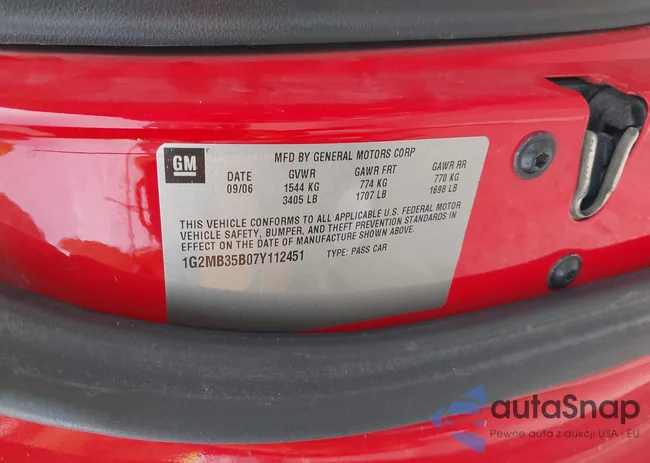 GM
MFD BY GENERAL MOTORS CORP
DATE GVWR GAWR FRT GAWR RR
09/06 1544 KG 774 KG 770 KG
3405 LB 1707 LB 1698 LB
THIS VEHICLE CONFORMS TO ALL APPLICABLE U.S. FEDERAL MOTOR
VEHICLE SAFETY, BUMPER, AND THEFT PREVENTION STANDARDS IN
EFFECT ON THE DATE OF MANUFACTURE SHOWN ABOVE.
1G2MB35B07Y112451 TYPE: PASS CAR
autaSnap
Pewne auta z aukcji USA i EU